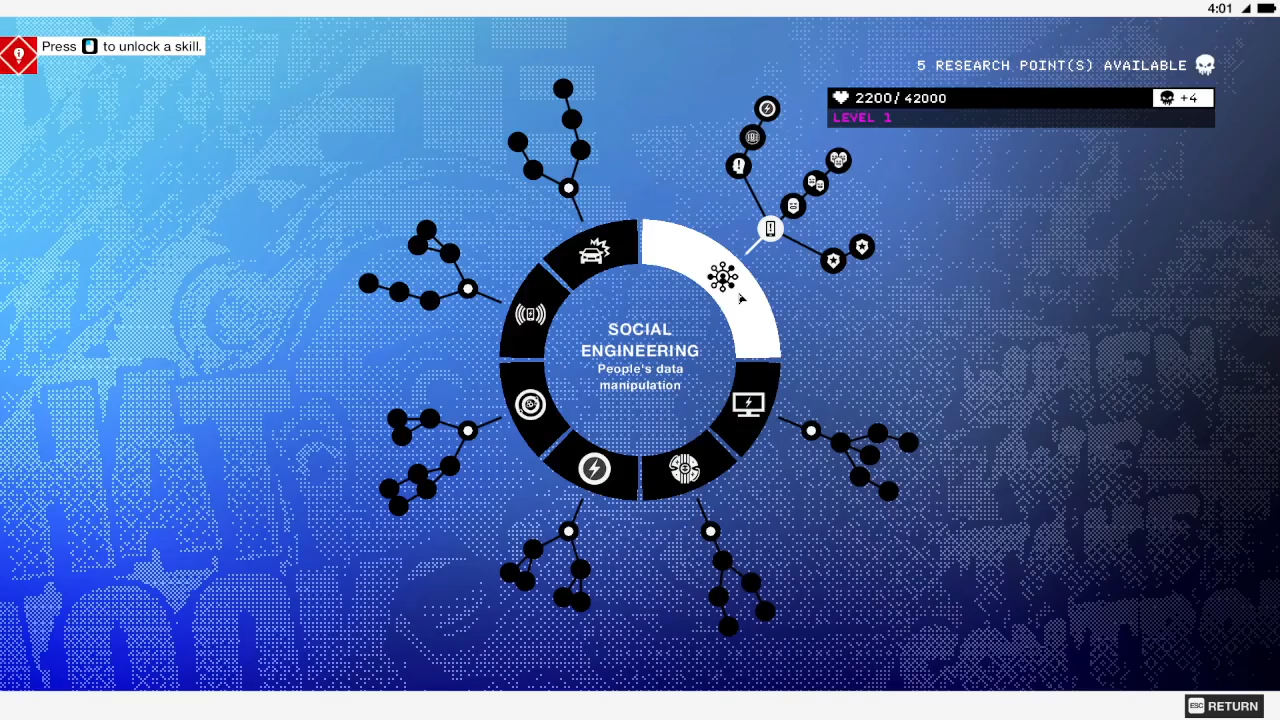 4:01
Press to unlock a skill.
5 RESEARCH POINT(S) AVAILABLE
2200/ 42000
+4
LEVEL 1
SOCIAL
ENGINEERING
People's data
manipulation
ESC RETURN